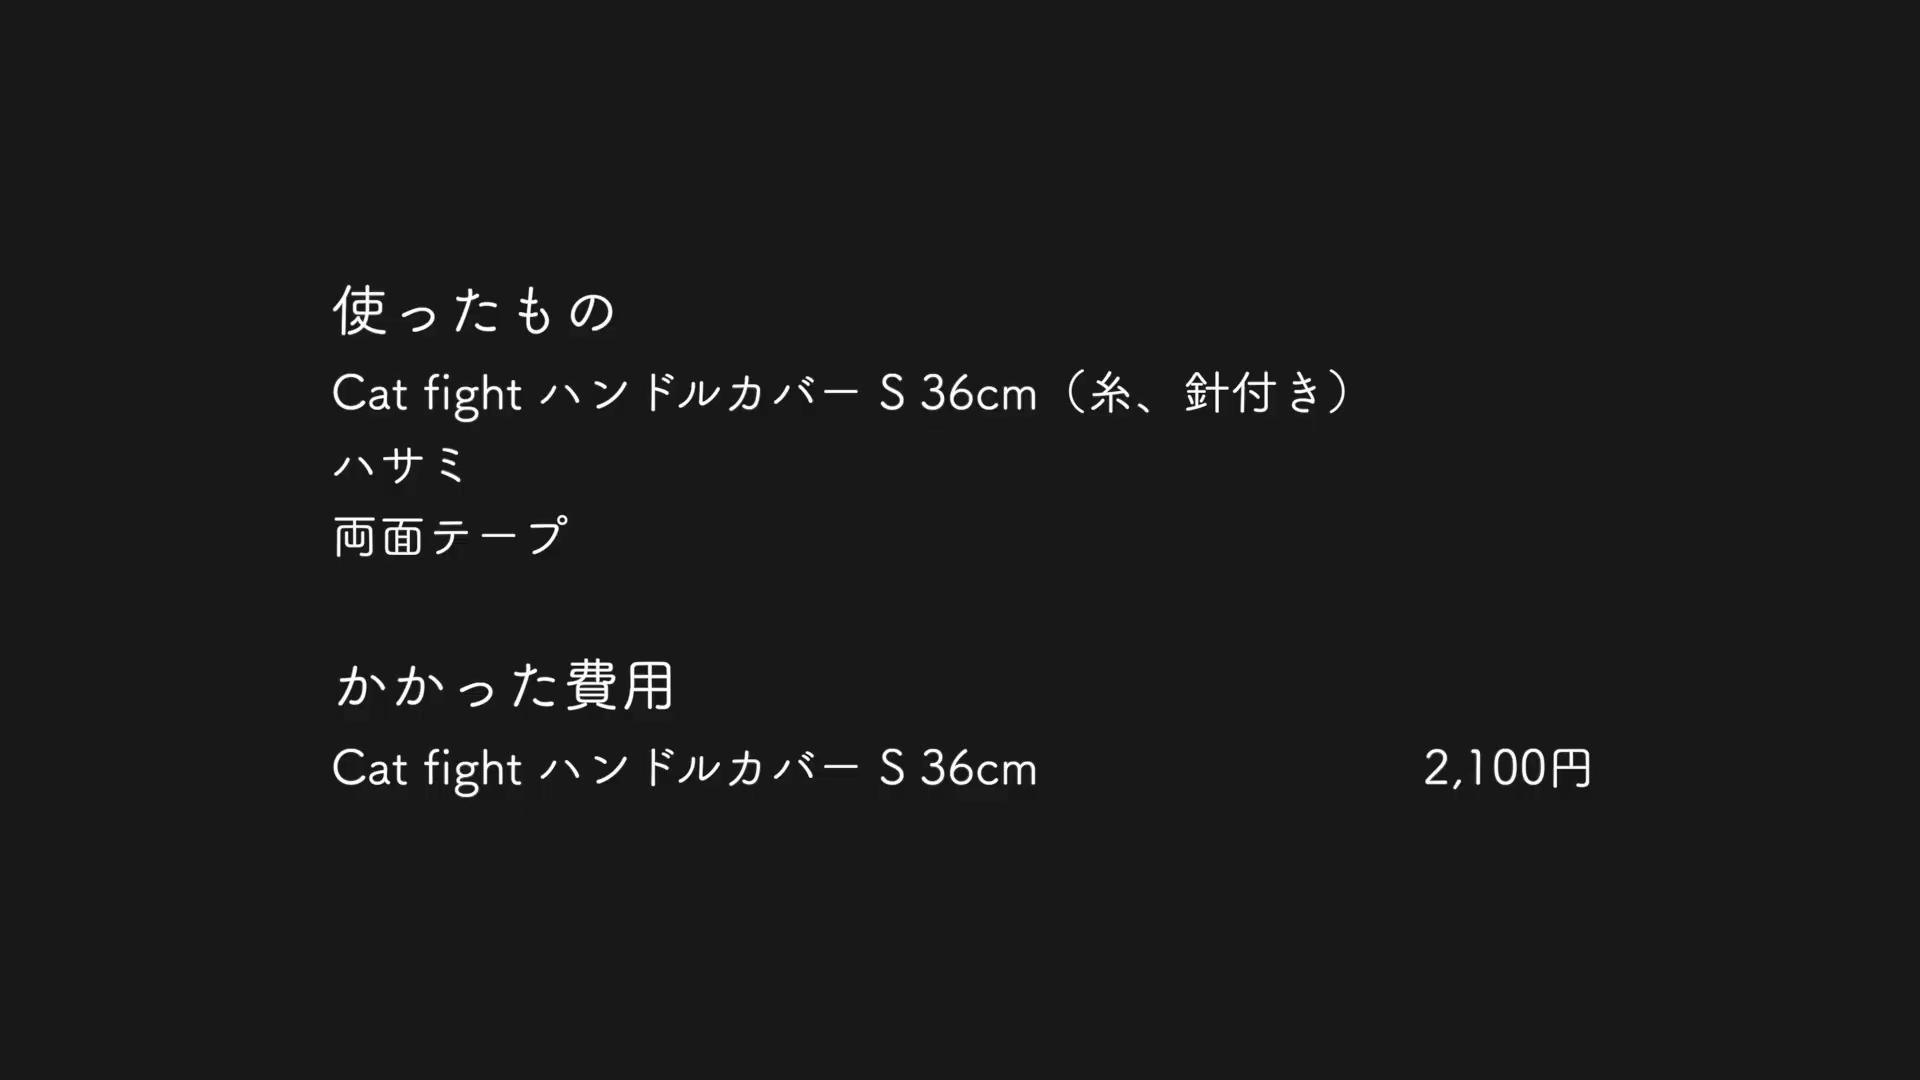 使ったもの
Cat fight ハンドルカバー S 36cm（糸、針付き）
ハサミ
両面テープ
かかった費用
Cat fight ハンドルカバー S 36cm 2,100円